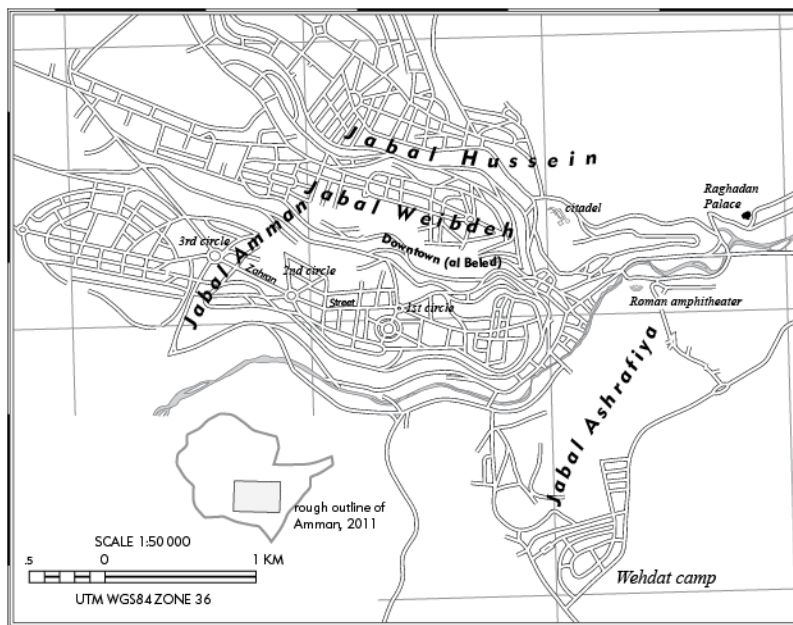 Jabal Hussein
Jabal Weibdeh
citadel
Raghadan
Palace
Jabal Amman
3rd circle
Downtown (al Beled)
Zahran
2nd circle
Street
1st circle
Roman amphitheater
Jabal Ashrafiya
rough outline of
Amman, 2011
SCALE 1:50 000
.5 0 1 KM
UTM WGS84 ZONE 36
Wehdat camp